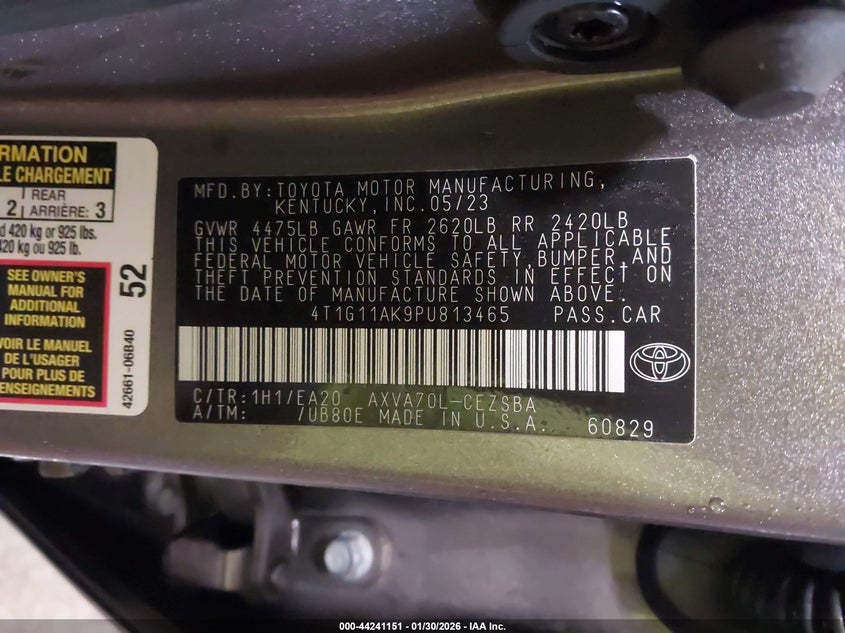 RMATION
LE CHARGEMENT
2 REAR
ARRIÈRE: 3
d 420 kg or 925 lbs.
420 kg ou 925 lb.
SEE OWNER'S
MANUAL FOR
ADDITIONAL
INFORMATION
VOIR LE MANUEL
DE L'USAGER
POUR PLUS DE
RENSEIGNEMENTS
52
42661-06B40
MFD.BY:TOYOTA MOTOR MANUFACTURING,
KENTUCKY,INC.05/23
GVWR 4475LB GAWR FR 2620LB RR 2420LB
THIS VEHICLE CONFORMS TO ALL APPLICABLE
FEDERAL MOTOR VEHICLE SAFETY,BUMPER,AND
THEFT PREVENTION STANDARDS IN EFFECT ON
THE DATE OF MANUFACTURE SHOWN ABOVE.
4T1G11AK9PU813465 PASS.CAR
C/TR:1H1/EA20 AXVA70L-CEZSBA
A/TM: /UB80E MADE IN U.S.A. 60829
000-44241151 — 01/30/2026 — IAA Inc.